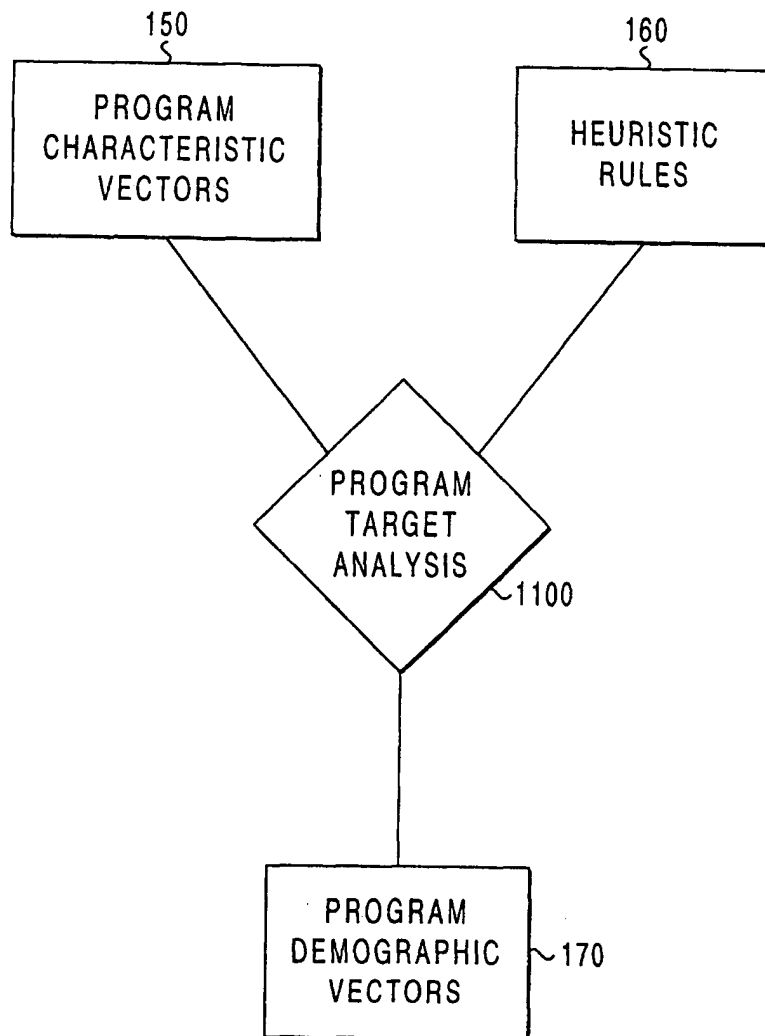 150
PROGRAM
CHARACTERISTIC
VECTORS
160
HEURISTIC
RULES
PROGRAM
TARGET
ANALYSIS
1100
PROGRAM
DEMOGRAPHIC
VECTORS
170